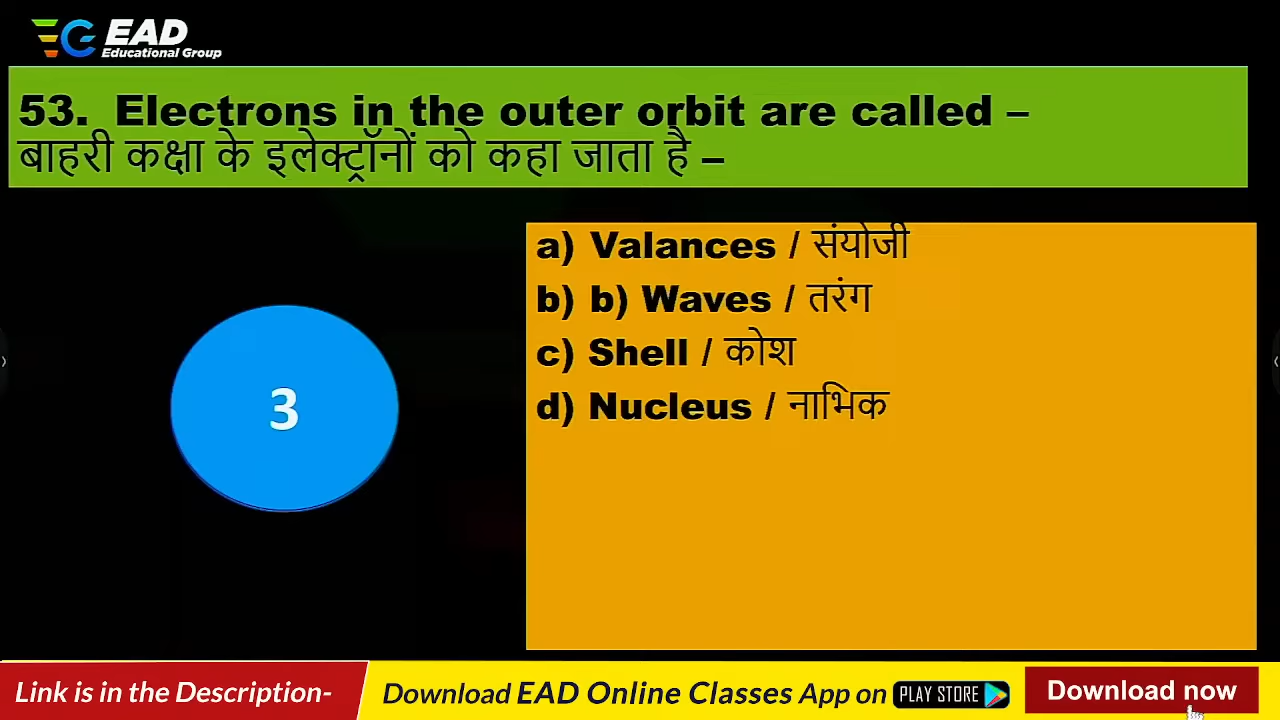 EAD
Educational Group
53. Electrons in the outer orbit are called –
बाहरी कक्षा के इलेक्ट्रॉनों को कहा जाता है –
a) Valances / संयोजी
b) b) Waves / तरंग
c) Shell / कोश
d) Nucleus / नाभिक
3
Link is in the Description-
Download EAD Online Classes App on PLAY STORE
Download now